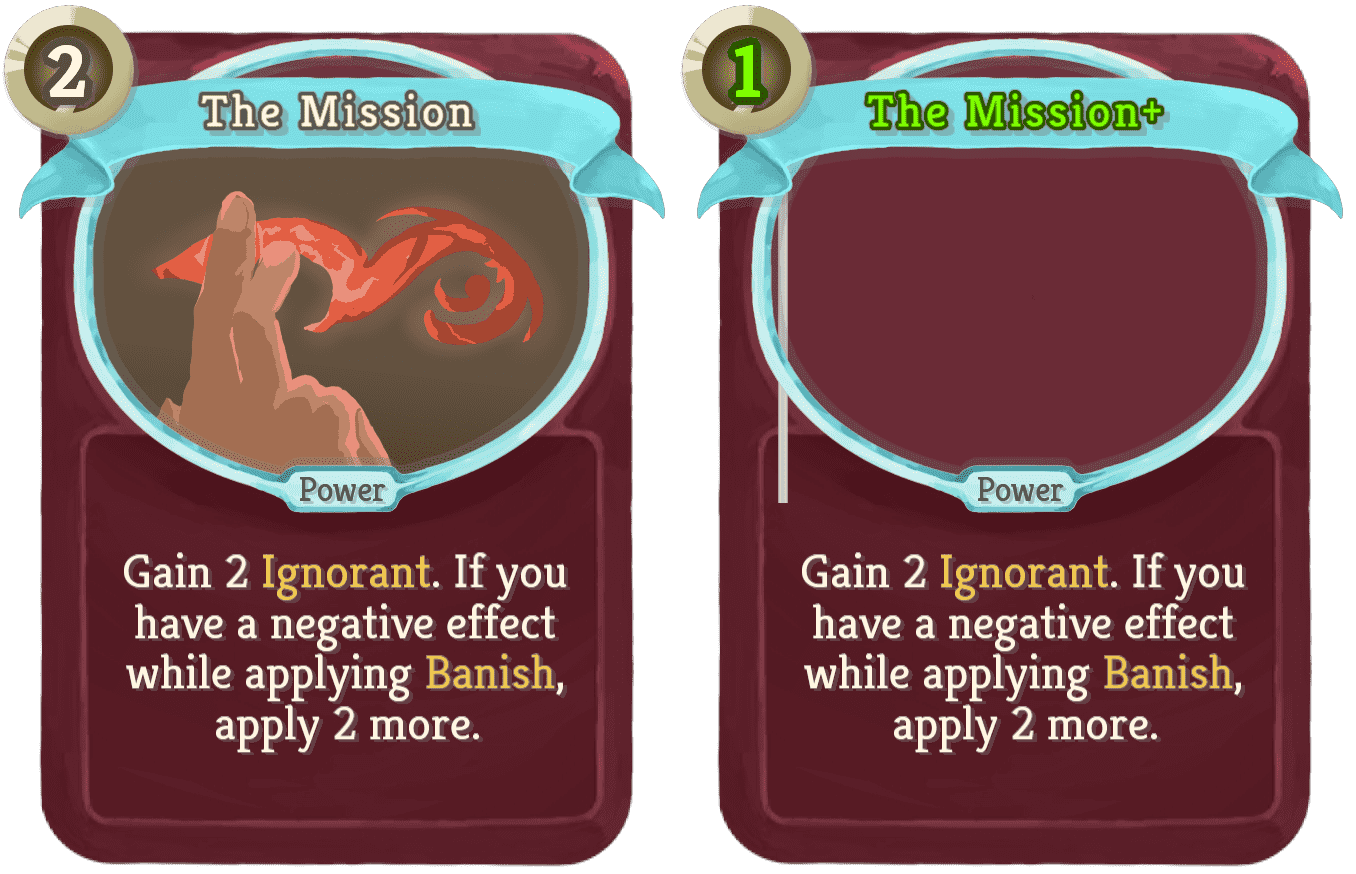 2
The Mission
Power
Gain 2 Ignorant. If you
have a negative effect
while applying Banish,
apply 2 more.
1
The Mission+
Power
Gain 2 Ignorant. If you
have a negative effect
while applying Banish,
apply 2 more.